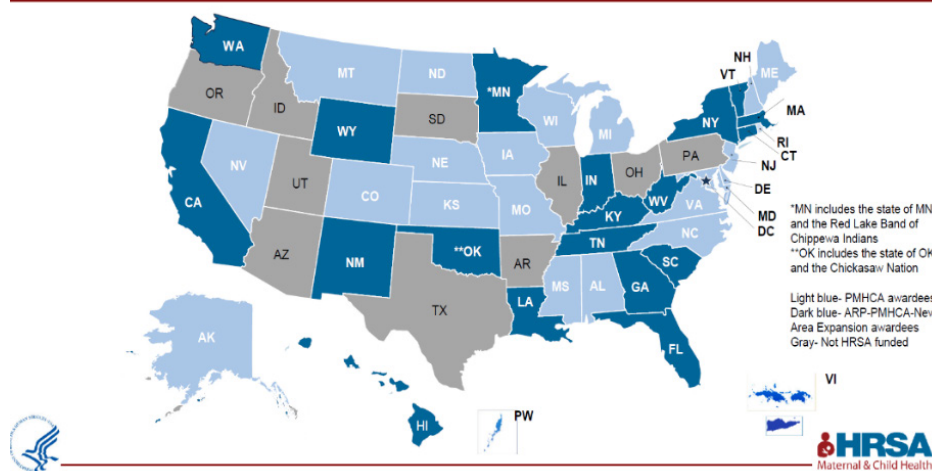 WA
MT
ND
*MN
VT
NH
ME
OR
ID
SD
WI
MI
NY
MA
RI
CT
WY
NE
IA
PA
NJ
NV
UT
CO
KS
MO
IL
IN
OH
WV
VA
DE
MD
DC
CA
KY
NC
AZ
NM
**OK
AR
TN
SC
TX
LA
MS
AL
GA
FL
AK
HI
PW
VI
*MN includes the state of MN
and the Red Lake Band of
Chippewa Indians
**OK includes the state of OK
and the Chickasaw Nation
Light blue- PMHCA awardees
Dark blue- ARP-PMHCA-New
Area Expansion awardees
Gray- Not HRSA funded
HRSA
Maternal & Child Health